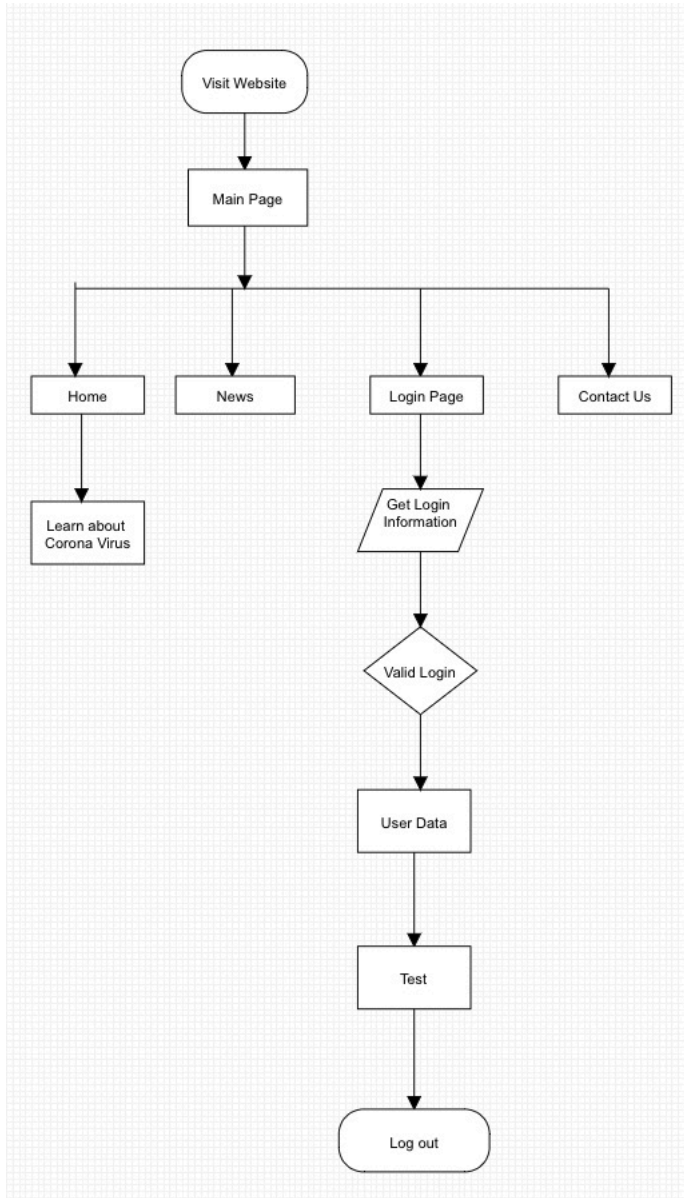 Visit Website
Main Page
Home
News
Login Page
Contact Us
Learn about
Corona Virus
Get Login
Information
Valid Login
User Data
Test
Log out